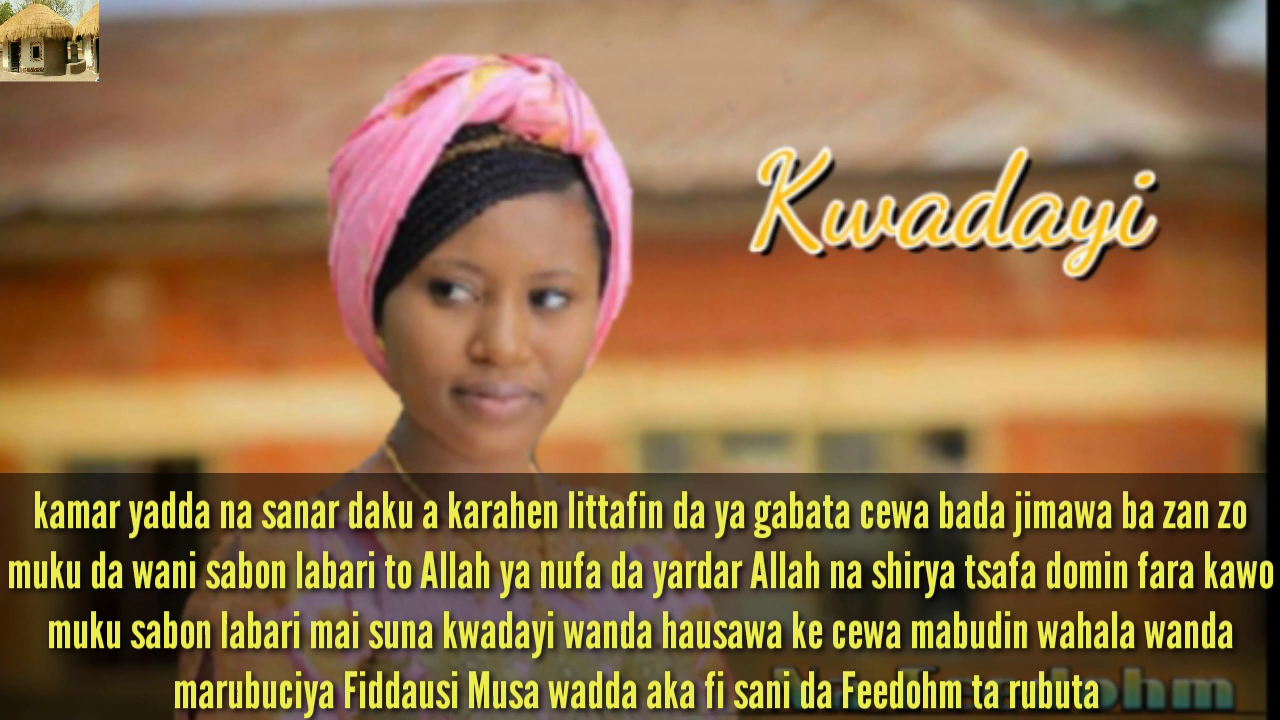 Kwadayi
kamar yadda na sanar daku a karahen littafin da ya gabata cewa bada jimawa ba zan zo
muku da wani sabon labari to Allah ya nufa da yardar Allah na shirya tsafa domin fara kawo
muku sabon labari mai suna kwadayi wanda hausawa ke cewa mabudin wahala wanda
marubuciya Fiddausi Musa wadda aka fi sani da Feedohm ta rubuta